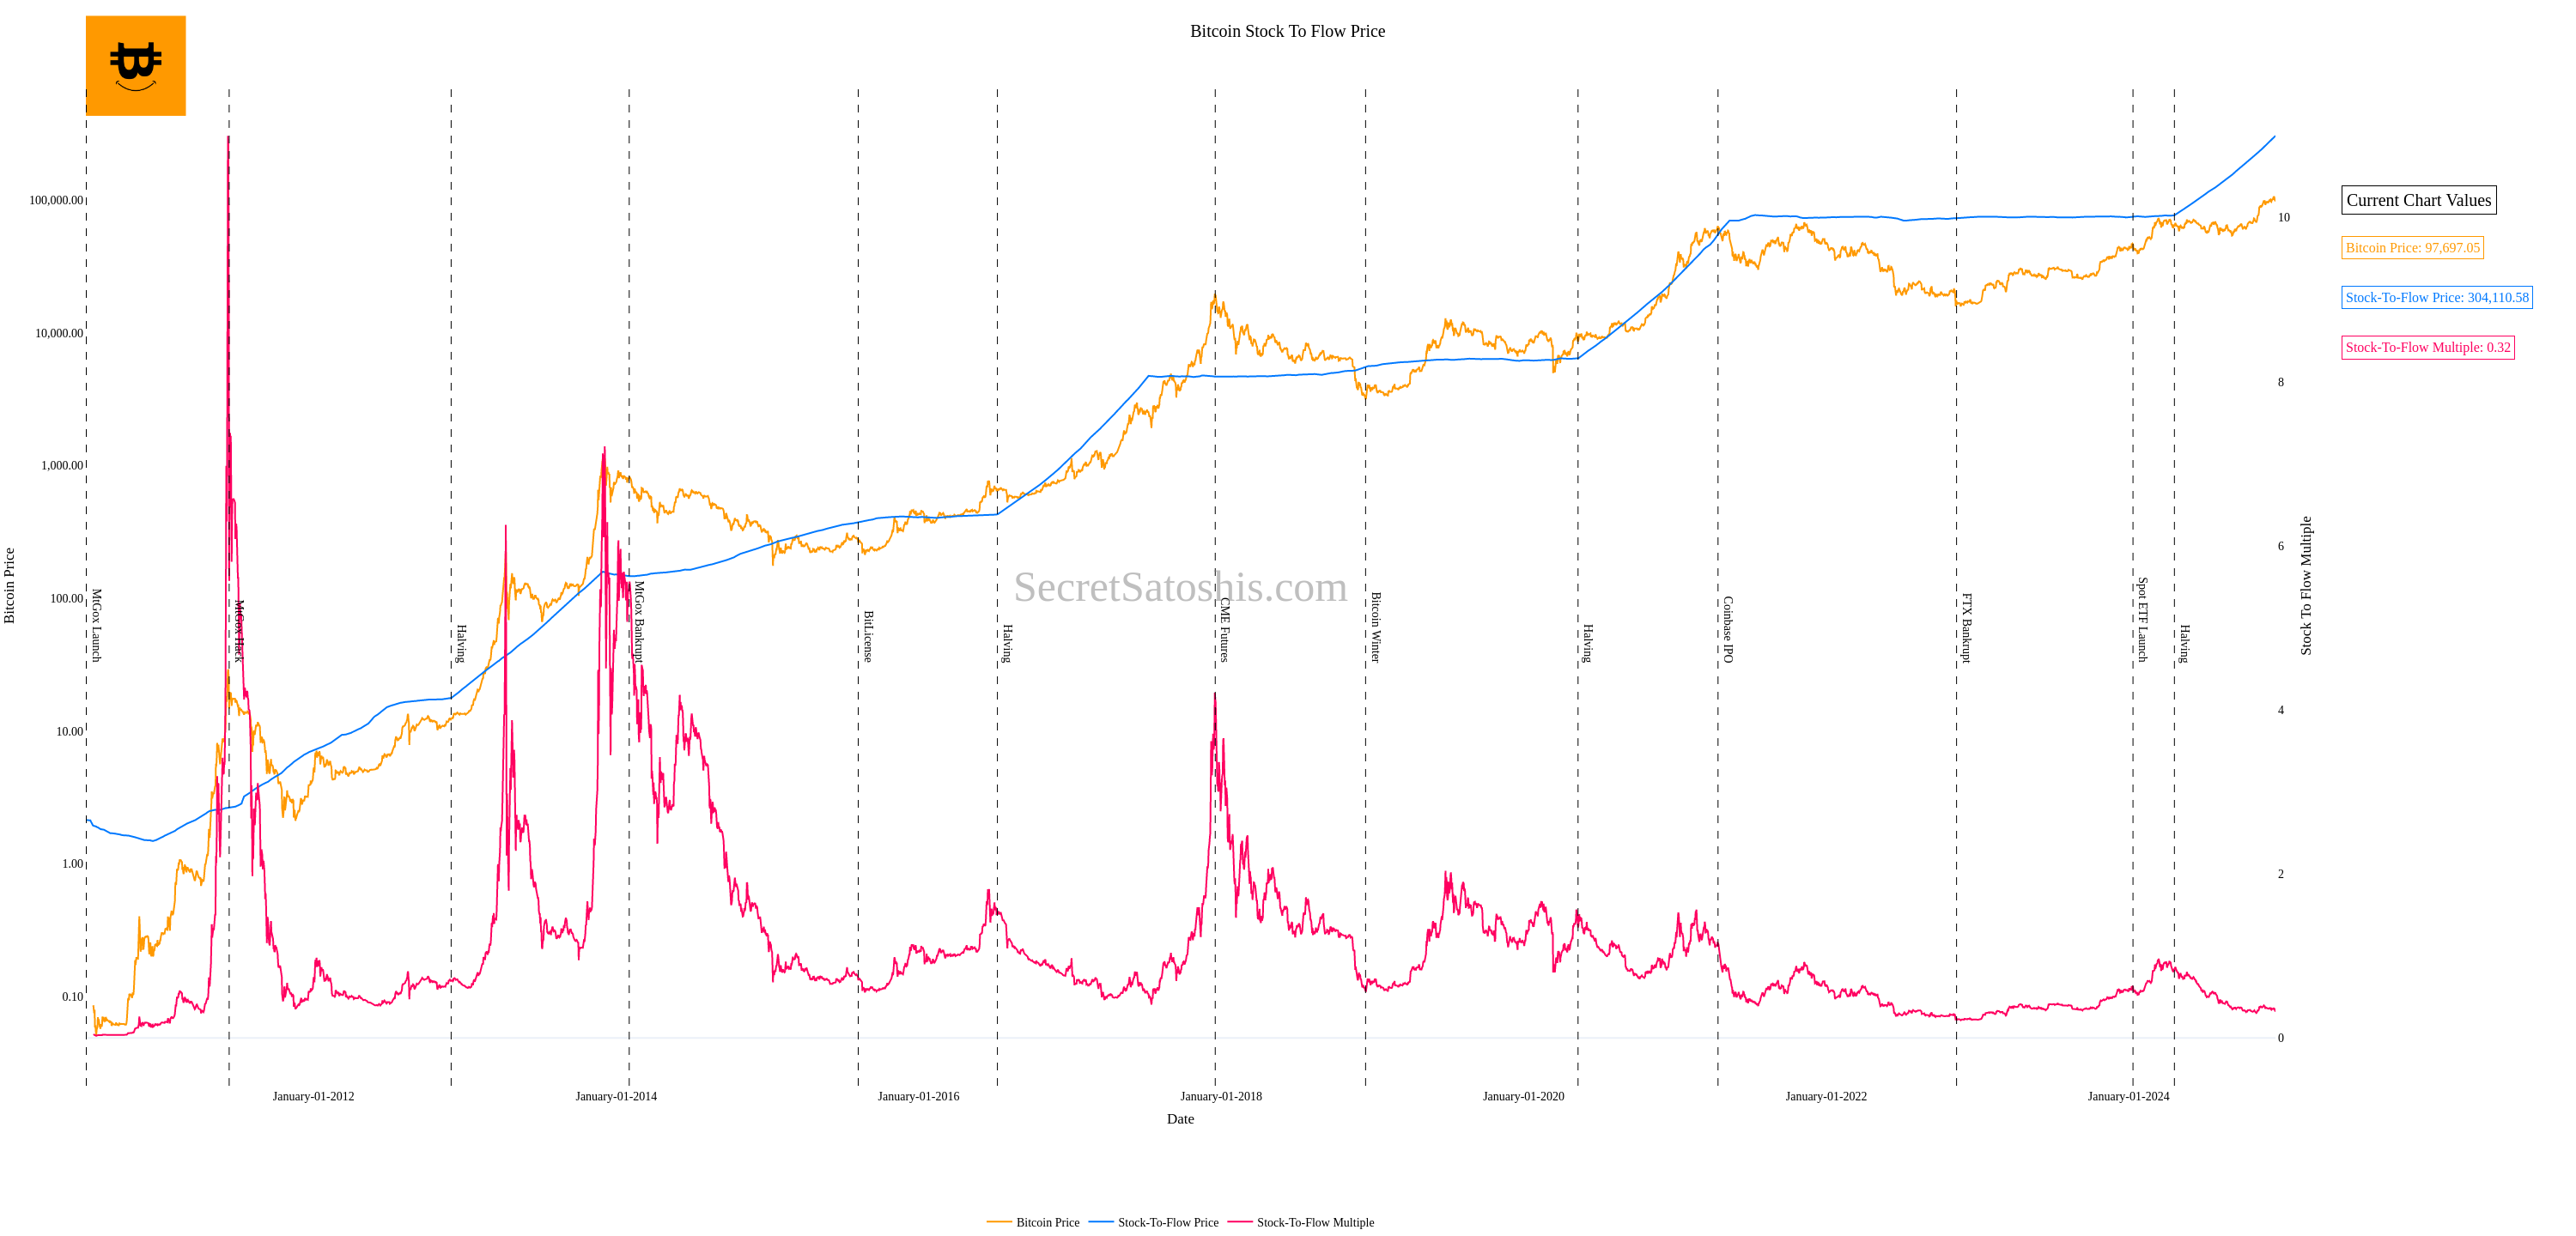 Bitcoin Stock To Flow Price
100,000.00
10,000.00
1,000.00
100.00
10.00
1.00
0.10
Bitcoin Price
MtGox Launch
MtGox Hack
Halving
MtGox Bankrupt
BitLicense
Halving
CME Futures
Bitcoin Winter
Halving
Coinbase IPO
FTX Bankrupt
Spot ETF Launch
Halving
SecretSatoshis.com
10
8
6
4
2
0
Stock To Flow Multiple
Current Chart Values
Bitcoin Price: 97,697.05
Stock-To-Flow Price: 304,110.58
Stock-To-Flow Multiple: 0.32
January-01-2012
January-01-2014
January-01-2016
January-01-2018
January-01-2020
January-01-2022
January-01-2024
Date
Bitcoin Price
Stock-To-Flow Price
Stock-To-Flow Multiple